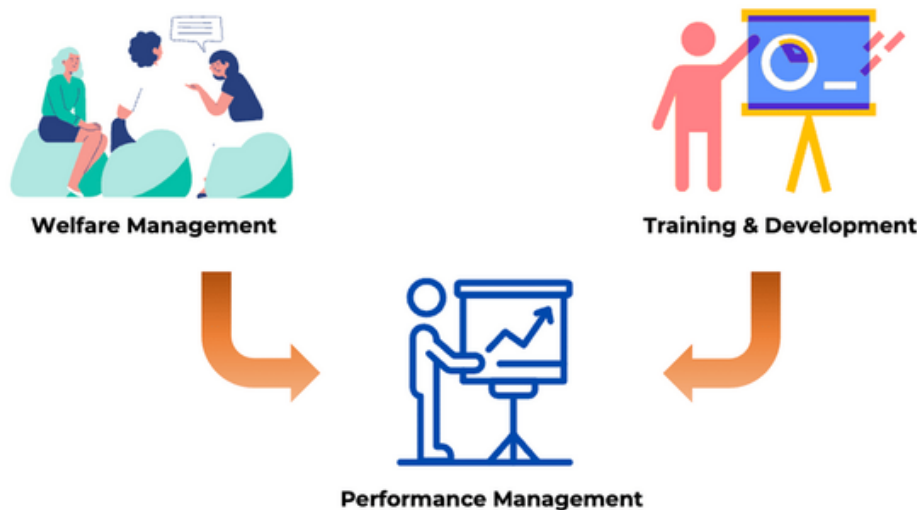 Welfare Management
Training & Development
Performance Management